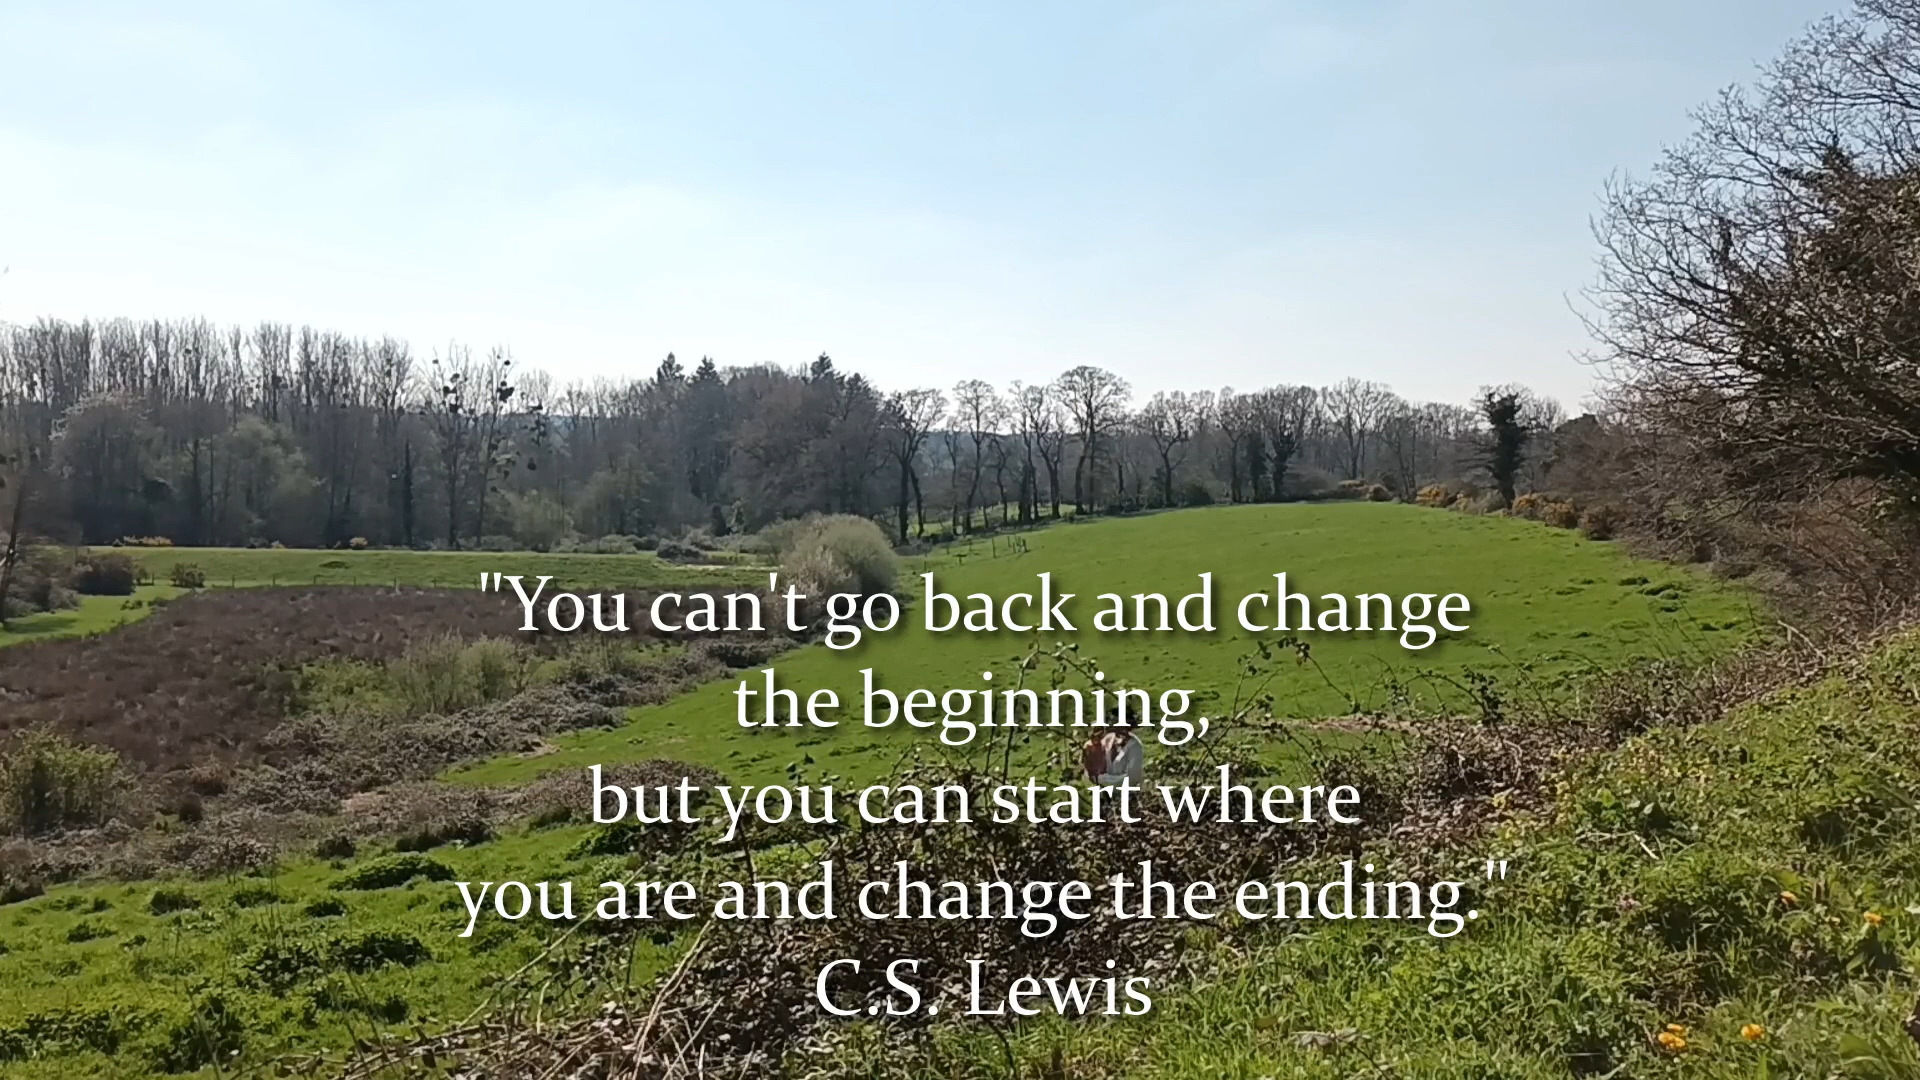 "You can't go back and change
the beginning,
but you can start where
you are and change the ending."
C.S. Lewis